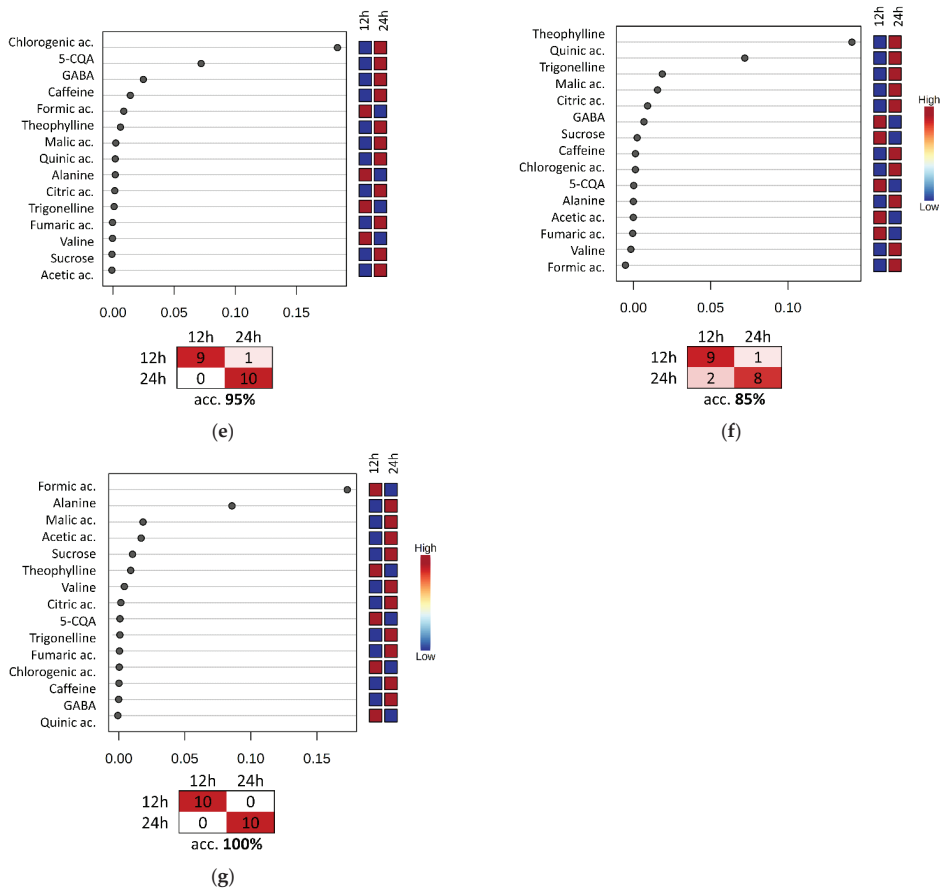 12h 24h
Chlorogenic ac.
5-CQA
GABA
Caffeine
Formic ac.
Theophylline
Malic ac.
Quinic ac.
Alanine
Citric ac.
Trigonelline
Fumaric ac.
Valine
Sucrose
Acetic ac.
0.00 0.05 0.10 0.15
12h 24h
12h 9 1
24h 0 10
acc. 95%
(e)
12h 24h
Theophylline
Quinic ac.
Trigonelline
Malic ac.
Citric ac.
GABA
Sucrose
Caffeine
Chlorogenic ac.
5-CQA
Alanine
Acetic ac.
Fumaric ac.
Valine
Formic ac.
High
Low
0.00 0.05 0.10
12h 24h
12h 9 1
24h 2 8
acc. 85%
(f)
12h 24h
Formic ac.
Alanine
Malic ac.
Acetic ac.
Sucrose
Theophylline
Valine
Citric ac.
5-CQA
Trigonelline
Fumaric ac.
Chlorogenic ac.
Caffeine
GABA
Quinic ac.
High
Low
0.00 0.05 0.10 0.15
12h 24h
12h 10 0
24h 0 10
acc. 100%
(g)